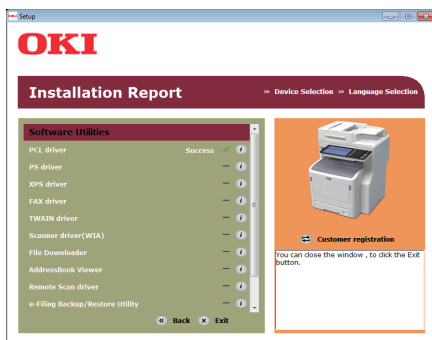 OKI Setup
OKI
Installation Report
» Device Selection » Language Selection
Software Utilities
PCL driver Success ✓ i
PS driver — i
XPS driver — i
FAX driver — i
TWAIN driver — i
Scanner driver(WIA) — i
File Downloader — i
AddressBook Viewer — i
Remote Scan driver — i
e-Filing Backup/Restore Utility — i
« Back × Exit
Customer registration
You can close the window , to dick the Exit
button.